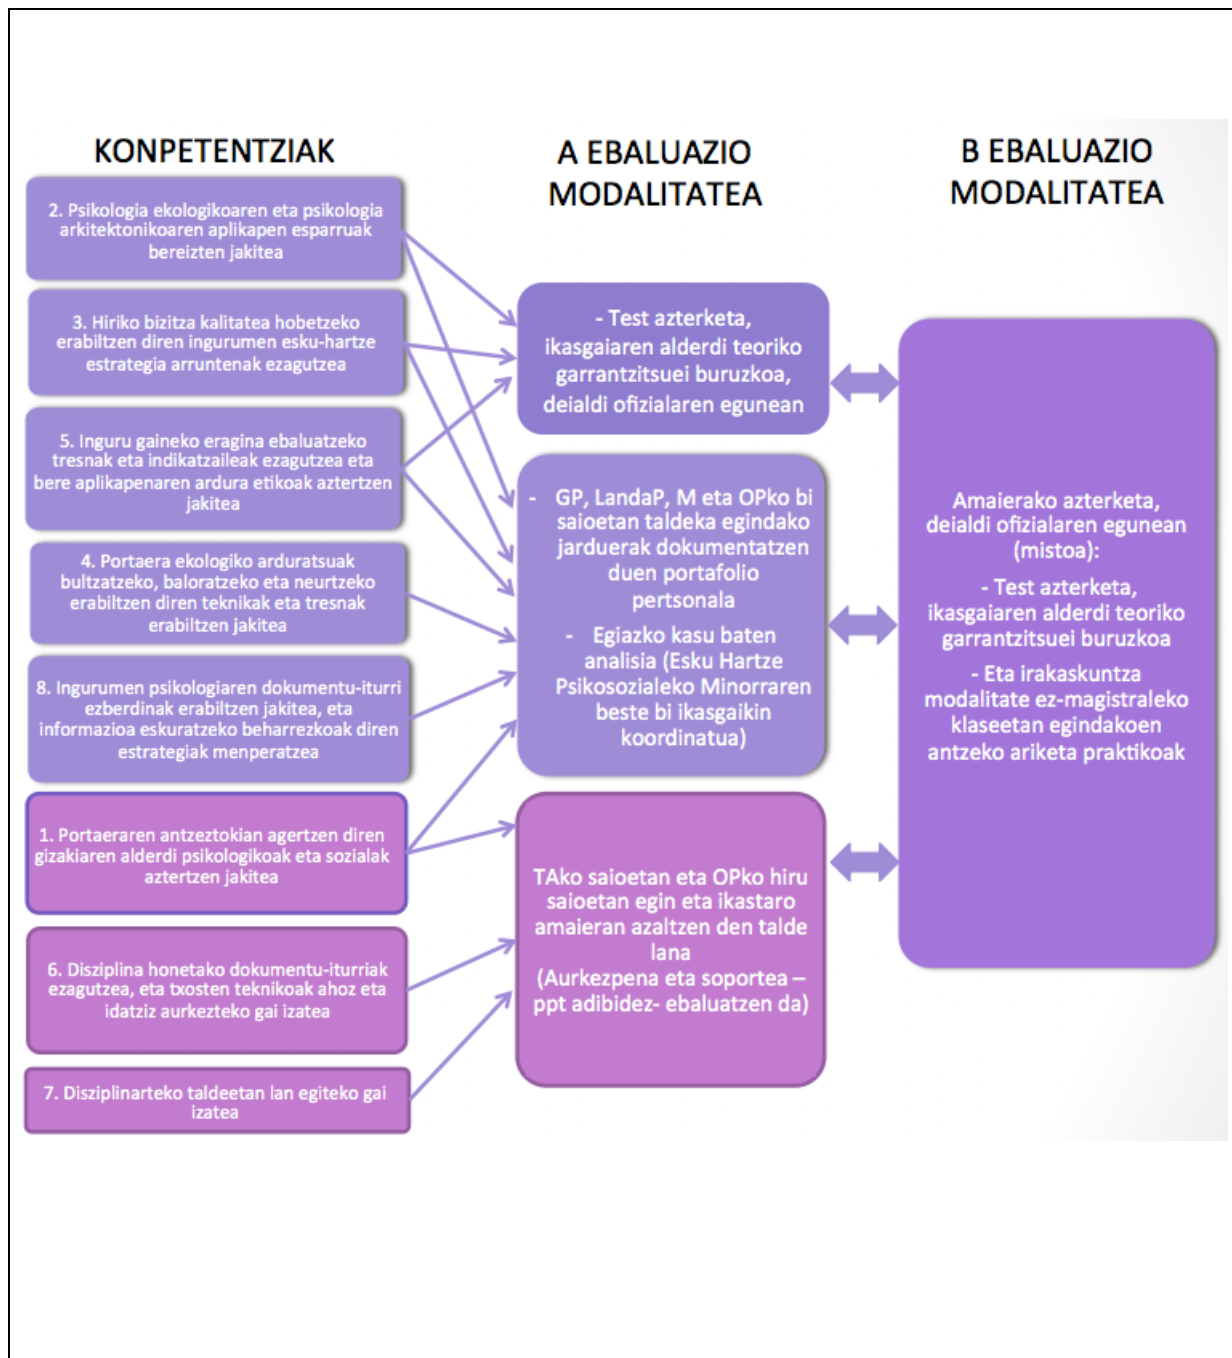 KONPETENTZIAK
2. Psikologia ekologikoaren eta psikologia
arkitektonikoaren aplikapen esparruak
bereizten jakitea
3. Hiriko bizitza kalitatea hobetzeko
erabiltzen diren ingurumen esku-hartze
estrategia arruntenak ezagutzea
5. Inguru gaineko eragina ebaluatzeko
tresnak eta indikatzaileak ezagutzea eta
bere aplikapenaren ardura etikoak aztertzen
jakitea
4. Portaera ekologiko arduratsuak
bultzatzeko, baloratzeko eta neurtzeko
erabiltzen diren teknikak eta tresnak
erabiltzen jakitea
8. Ingurumen psikologiaren dokumentu-iturri
ezberdinak erabiltzen jakitea, eta
informazioa eskuratzeko beharrezkoak diren
estrategiak menperatzea
1. Portaeraren antzeztokian agertzen diren
gizakiaren alderdi psikologikoak eta sozialak
aztertzen jakitea
6. Disziplina honetako dokumentu-iturriak
ezagutzea, eta txosten teknikoak ahoz eta
idatziz aurkezteko gai izatea
7. Disziplinarteko taldeetan lan egiteko gai
izatea
A EBALUAZIO
MODALITATEA
- Test azterketa,
ikasgaiaren alderdi teoriko
garrantzitsuei buruzkoa,
deialdi ofizialaren egunean
- GP, LandaP, M eta OPko bi
saioetan taldeka egindako
jarduerak dokumentatzen
duen portafolio
pertsonala
- Egiazko kasu baten
analisia (Esku Hartze
Psikosozialeko Minorraren
beste bi ikasgaikin
koordinatua)
TAko saioetan eta OPko hiru
saioetan egin eta ikastaro
amaieran azaltzen den talde
lana
(Aurkezpena eta soportea –
ppt adibidez- ebaluatzen da)
B EBALUAZIO
MODALITATEA
Amaierako azterketa,
deialdi ofizialaren egunean
(mistoa):
- Test azterketa,
ikasgaiaren alderdi teoriko
garrantzitsuei buruzkoa
- Eta irakaskuntza
modalitate ez-magistraleko
klaseetan egindakoen
antzeko ariketa praktikoak